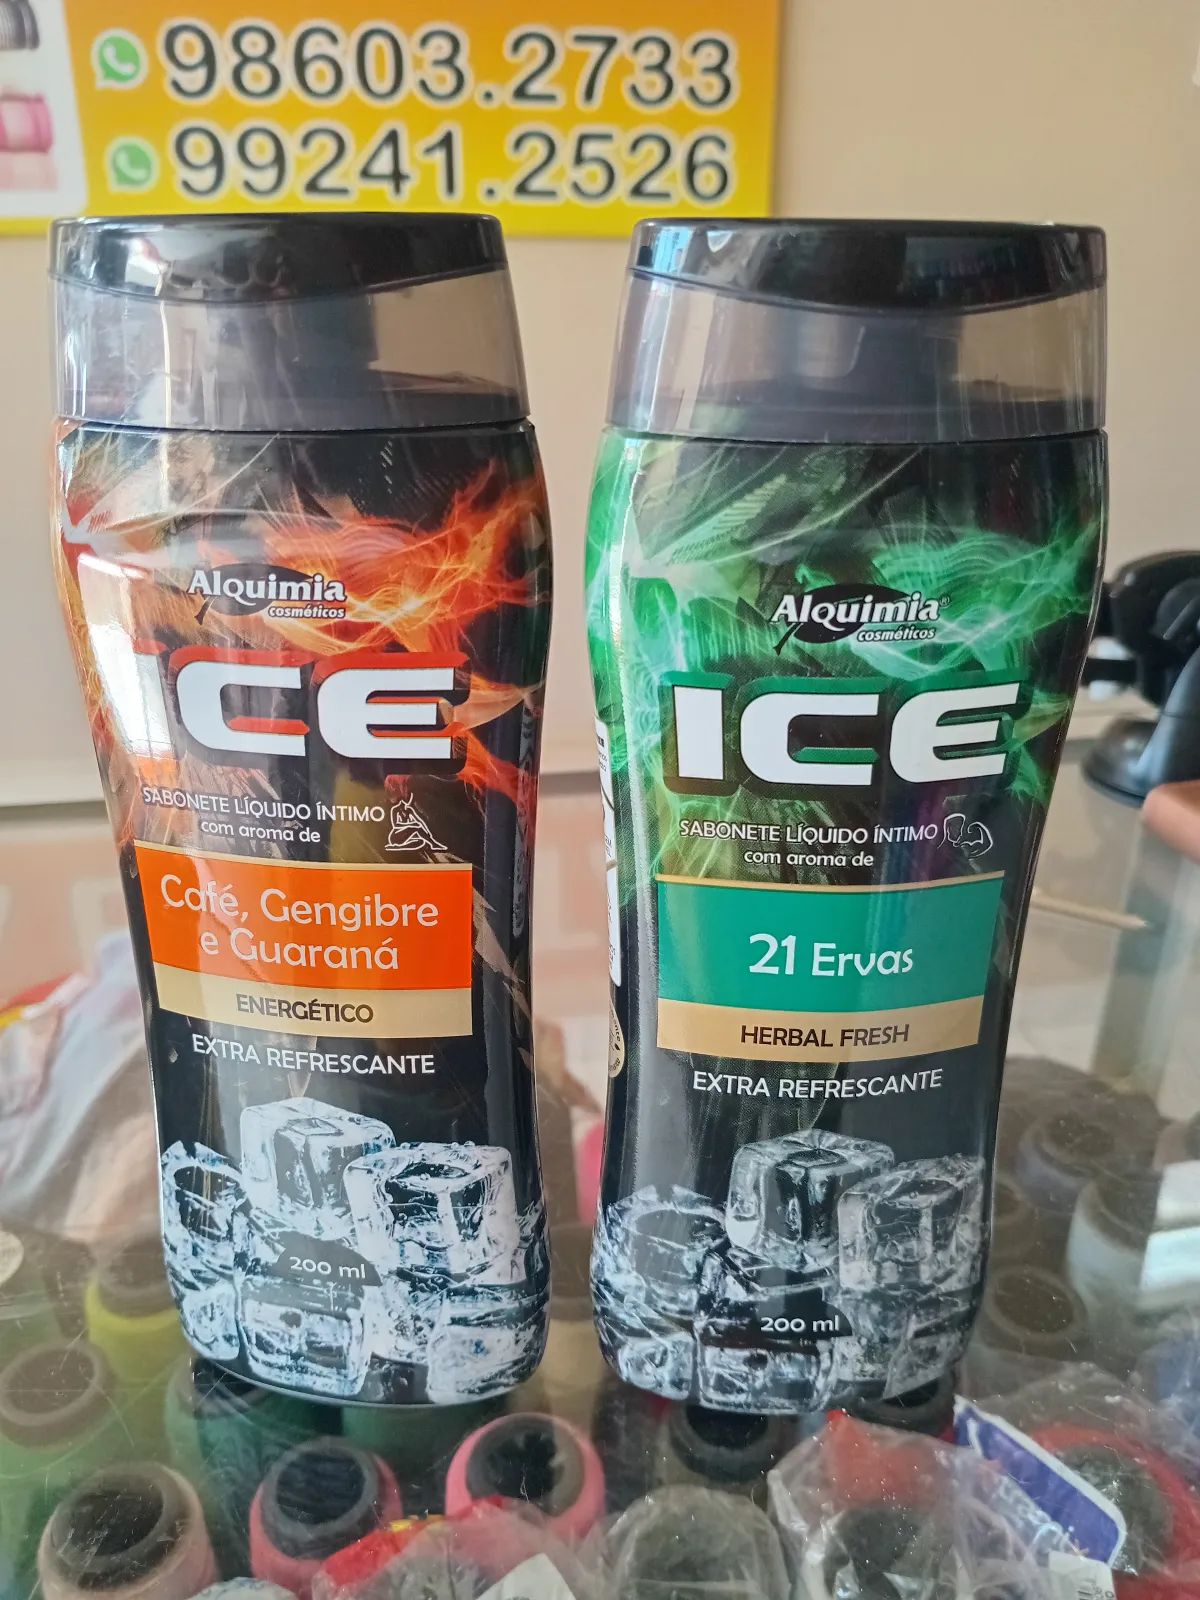 98603.2733
99241.2526
Alquimia
cosméticos
ICE
SABONETE LÍQUIDO ÍNTIMO
com aroma de
Café, Gengibre
e Guaraná
ENERGÉTICO
EXTRA REFRESCANTE
200 ml
Alquimia®
cosméticos
ICE
SABONETE LÍQUIDO ÍNTIMO
com aroma de
21 Ervas
HERBAL FRESH
EXTRA REFRESCANTE
200 ml